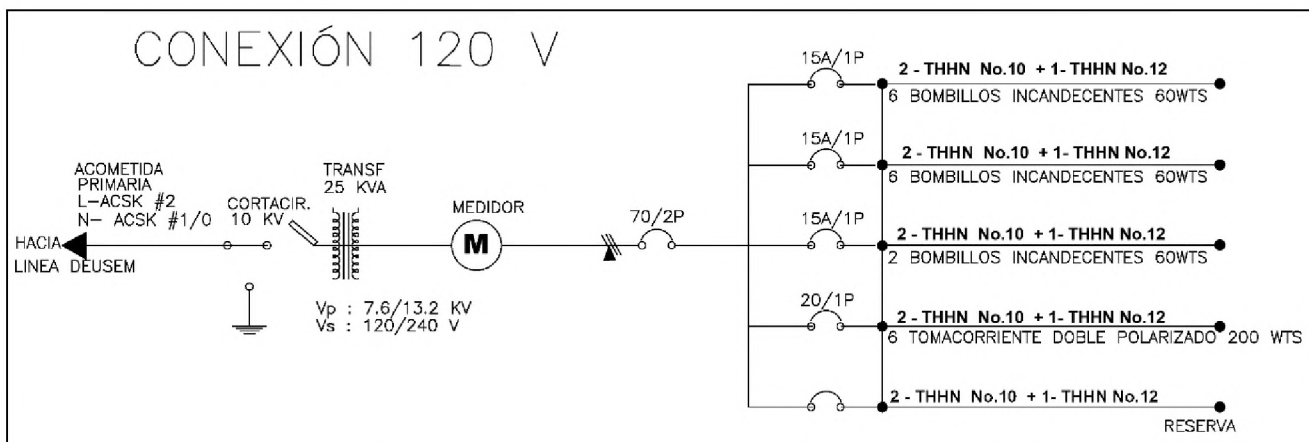 CONEXIÓN 120 V
ACOMETIDA
PRIMARIA
L-ACSK #2
N- ACSK #1/0
HACIA
LINEA DEUSEM
CORTACIR.
10 KV
TRANSF
25 KVA
Vp : 7.6/13.2 KV
Vs : 120/240 V
MEDIDOR
M
70/2P
15A/1P
2 - THHN No.10 + 1- THHN No.12
6 BOMBILLOS INCANDECENTES 60WTS
15A/1P
2 - THHN No.10 + 1- THHN No.12
6 BOMBILLOS INCANDECENTES 60WTS
15A/1P
2 - THHN No.10 + 1- THHN No.12
2 BOMBILLOS INCANDECENTES 60WTS
20/1P
2 - THHN No.10 + 1- THHN No.12
6 TOMACORRIENTE DOBLE POLARIZADO 200 WTS
2 - THHN No.10 + 1- THHN No.12
RESERVA